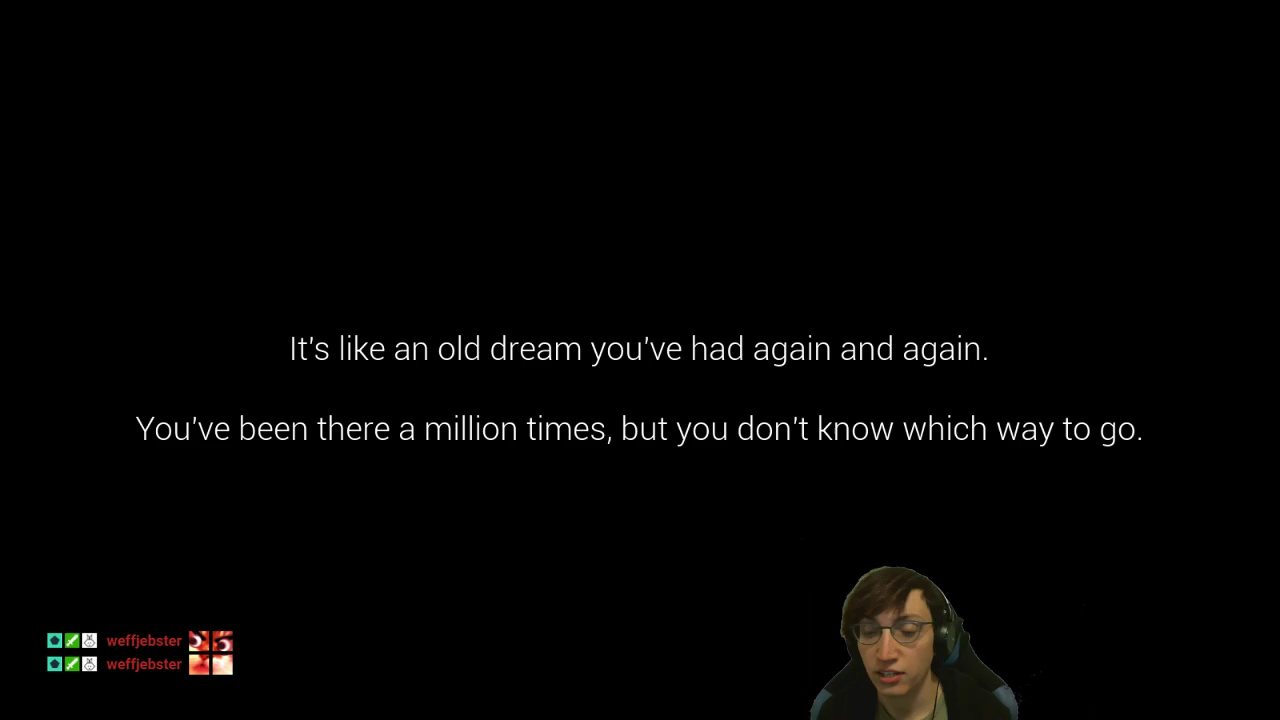 It's like an old dream you've had again and again.
You've been there a million times, but you don't know which way to go.
weffjebster
weffjebster